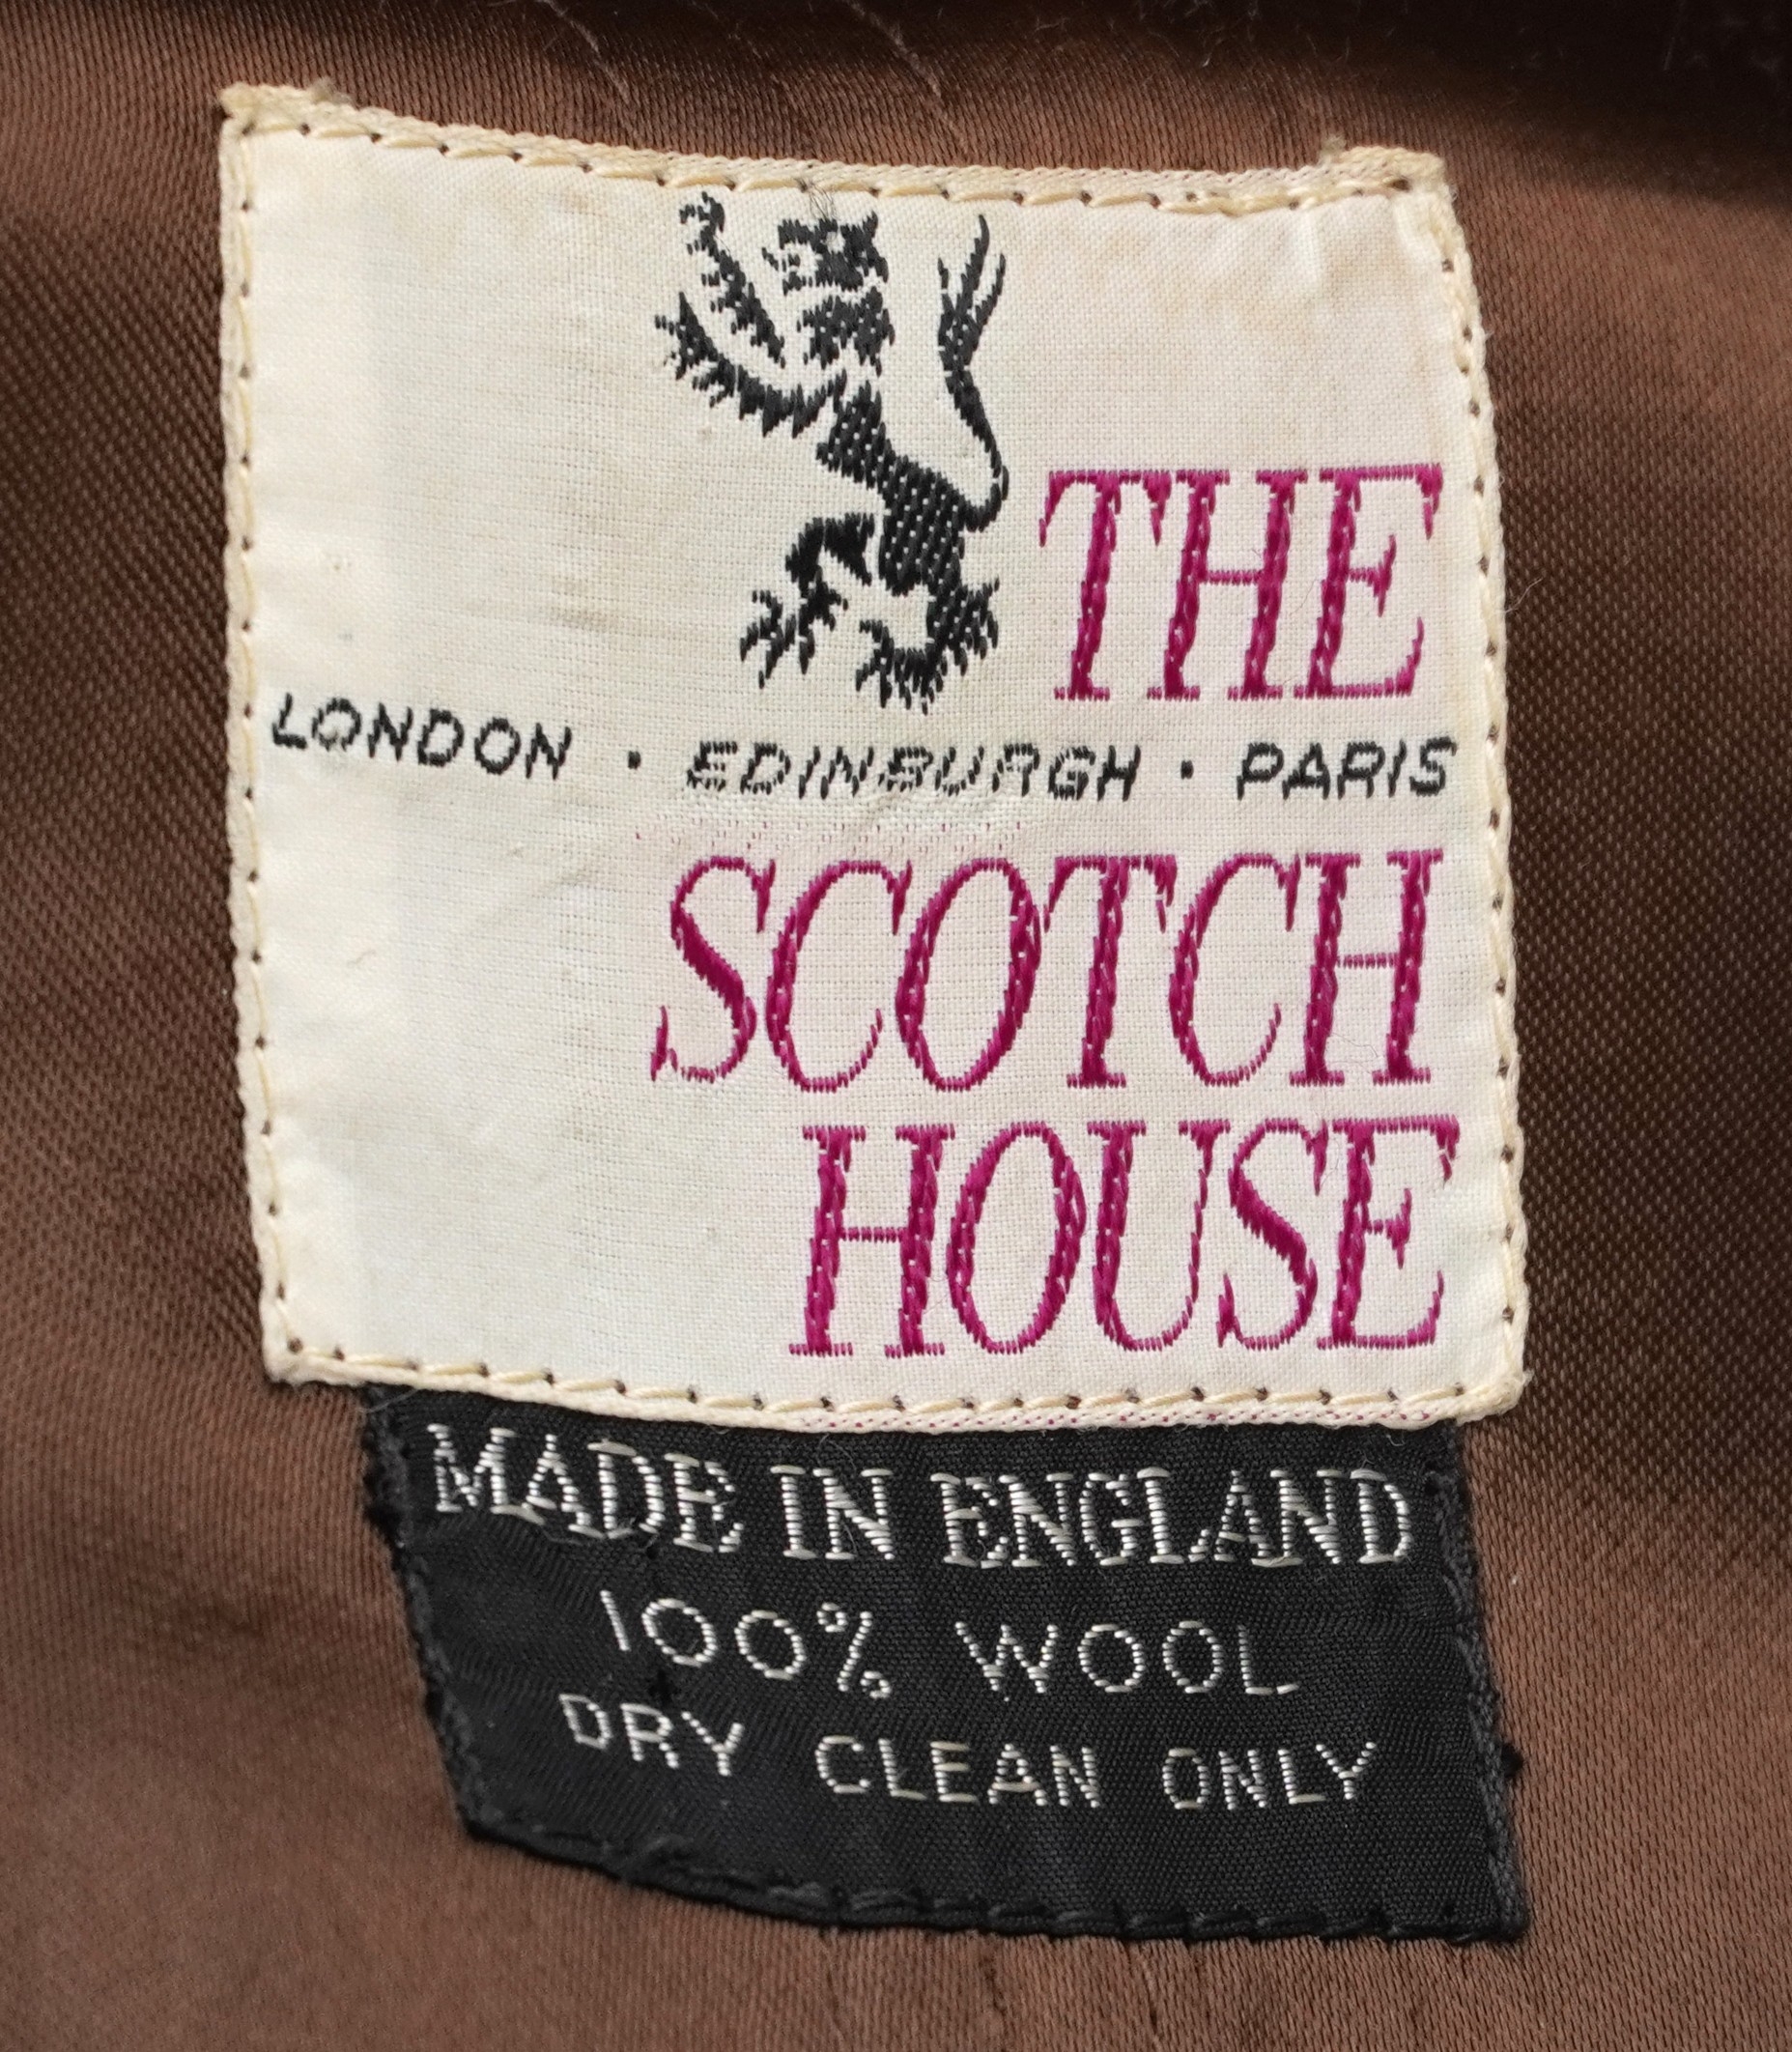 THE
LONDON · EDINBURGH · PARIS
SCOTCH
HOUSE
MADE IN ENGLAND
100% WOOL
DRY CLEAN ONLY